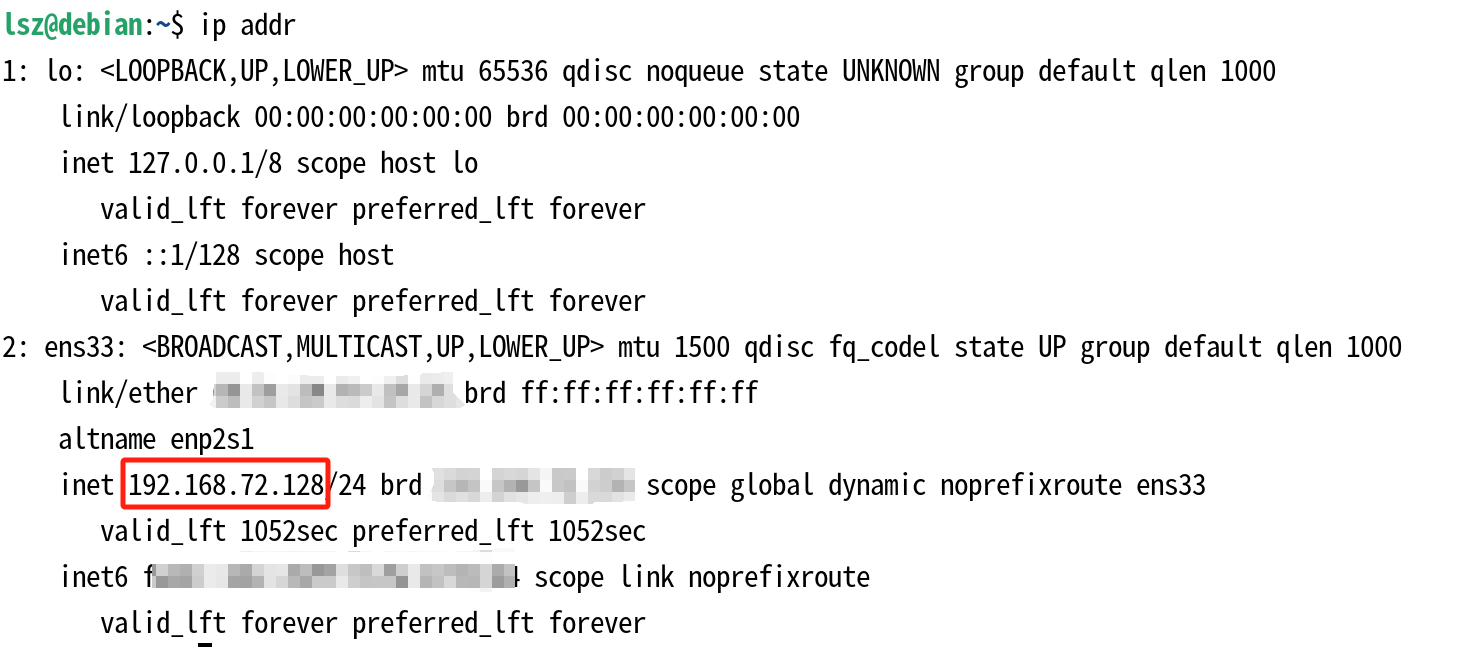 lsz@debian:~$ ip addr
1: lo: <LOOPBACK,UP,LOWER_UP> mtu 65536 qdisc noqueue state UNKNOWN group default qlen 1000
link/loopback 00:00:00:00:00:00 brd 00:00:00:00:00:00
inet 127.0.0.1/8 scope host lo
valid_lft forever preferred_lft forever
inet6 ::1/128 scope host
valid_lft forever preferred_lft forever
2: ens33: <BROADCAST,MULTICAST,UP,LOWER_UP> mtu 1500 qdisc fq_codel state UP group default qlen 1000
link/ether brd ff:ff:ff:ff:ff:ff
altname enp2s1
inet 192.168.72.128/24 brd scope global dynamic noprefixroute ens33
valid_lft 1052sec preferred_lft 1052sec
inet6 scope link noprefixroute
valid_lft forever preferred_lft forever